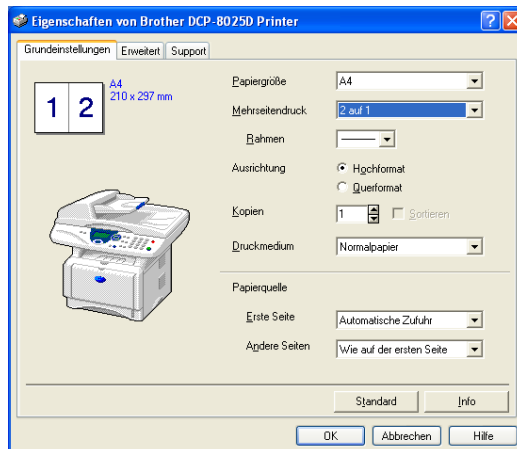 Eigenschaften von Brother DCP-8025D Printer
Grundeinstellungen Erweitert Support
1 2
A4
210 x 297 mm
Papiergröße A4
Mehrseitendruck 2 auf 1
Rahmen
Ausrichtung Hochformat
Querformat
Kopien 1 Sortieren
Druckmedium Normalpapier
Papierquelle
Erste Seite Automatische Zufuhr
Andere Seiten Wie auf der ersten Seite
Standard Info
OK Abbrechen Hilfe